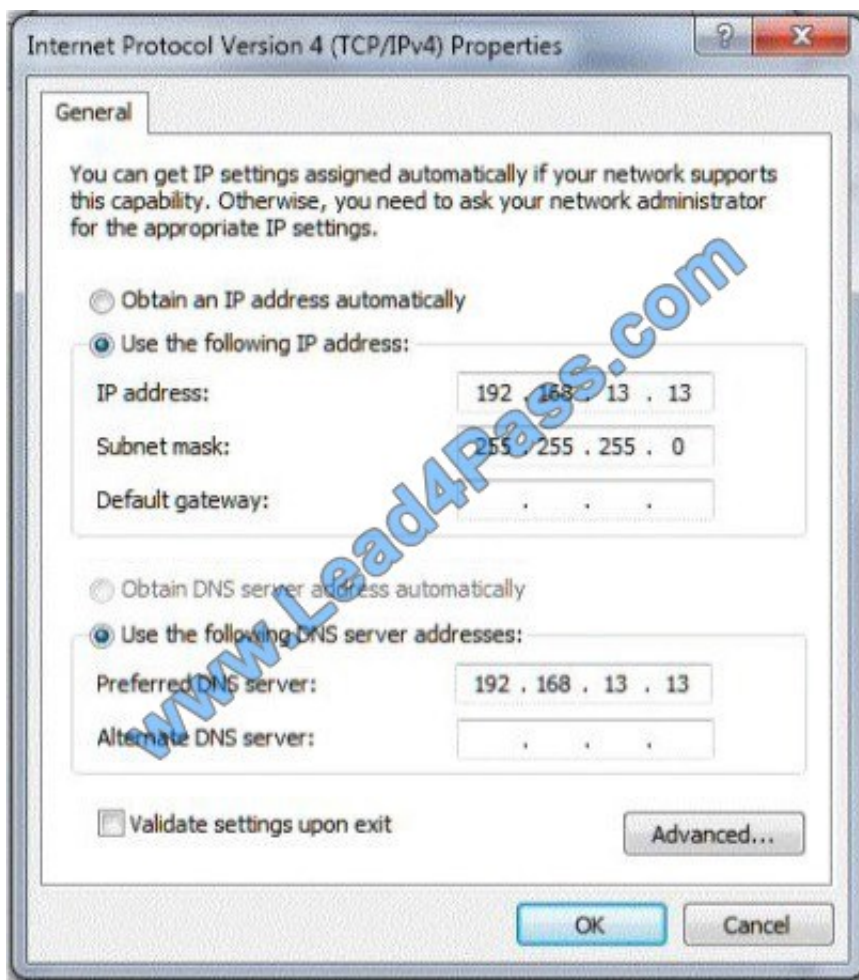 Internet Protocol Version 4 (TCP/IPv4) Properties
General
You can get IP settings assigned automatically if your network supports
this capability. Otherwise, you need to ask your network administrator
for the appropriate IP settings.
Obtain an IP address automatically
Use the following IP address:
IP address: 192 . 168 . 13 . 13
Subnet mask: 255 . 255 . 255 . 0
Default gateway: . . .
Obtain DNS server address automatically
Use the following DNS server addresses:
Preferred DNS server: 192 . 168 . 13 . 13
Alternate DNS server: . . .
Validate settings upon exit
Advanced...
OK Cancel
www.Lead4Pass.com